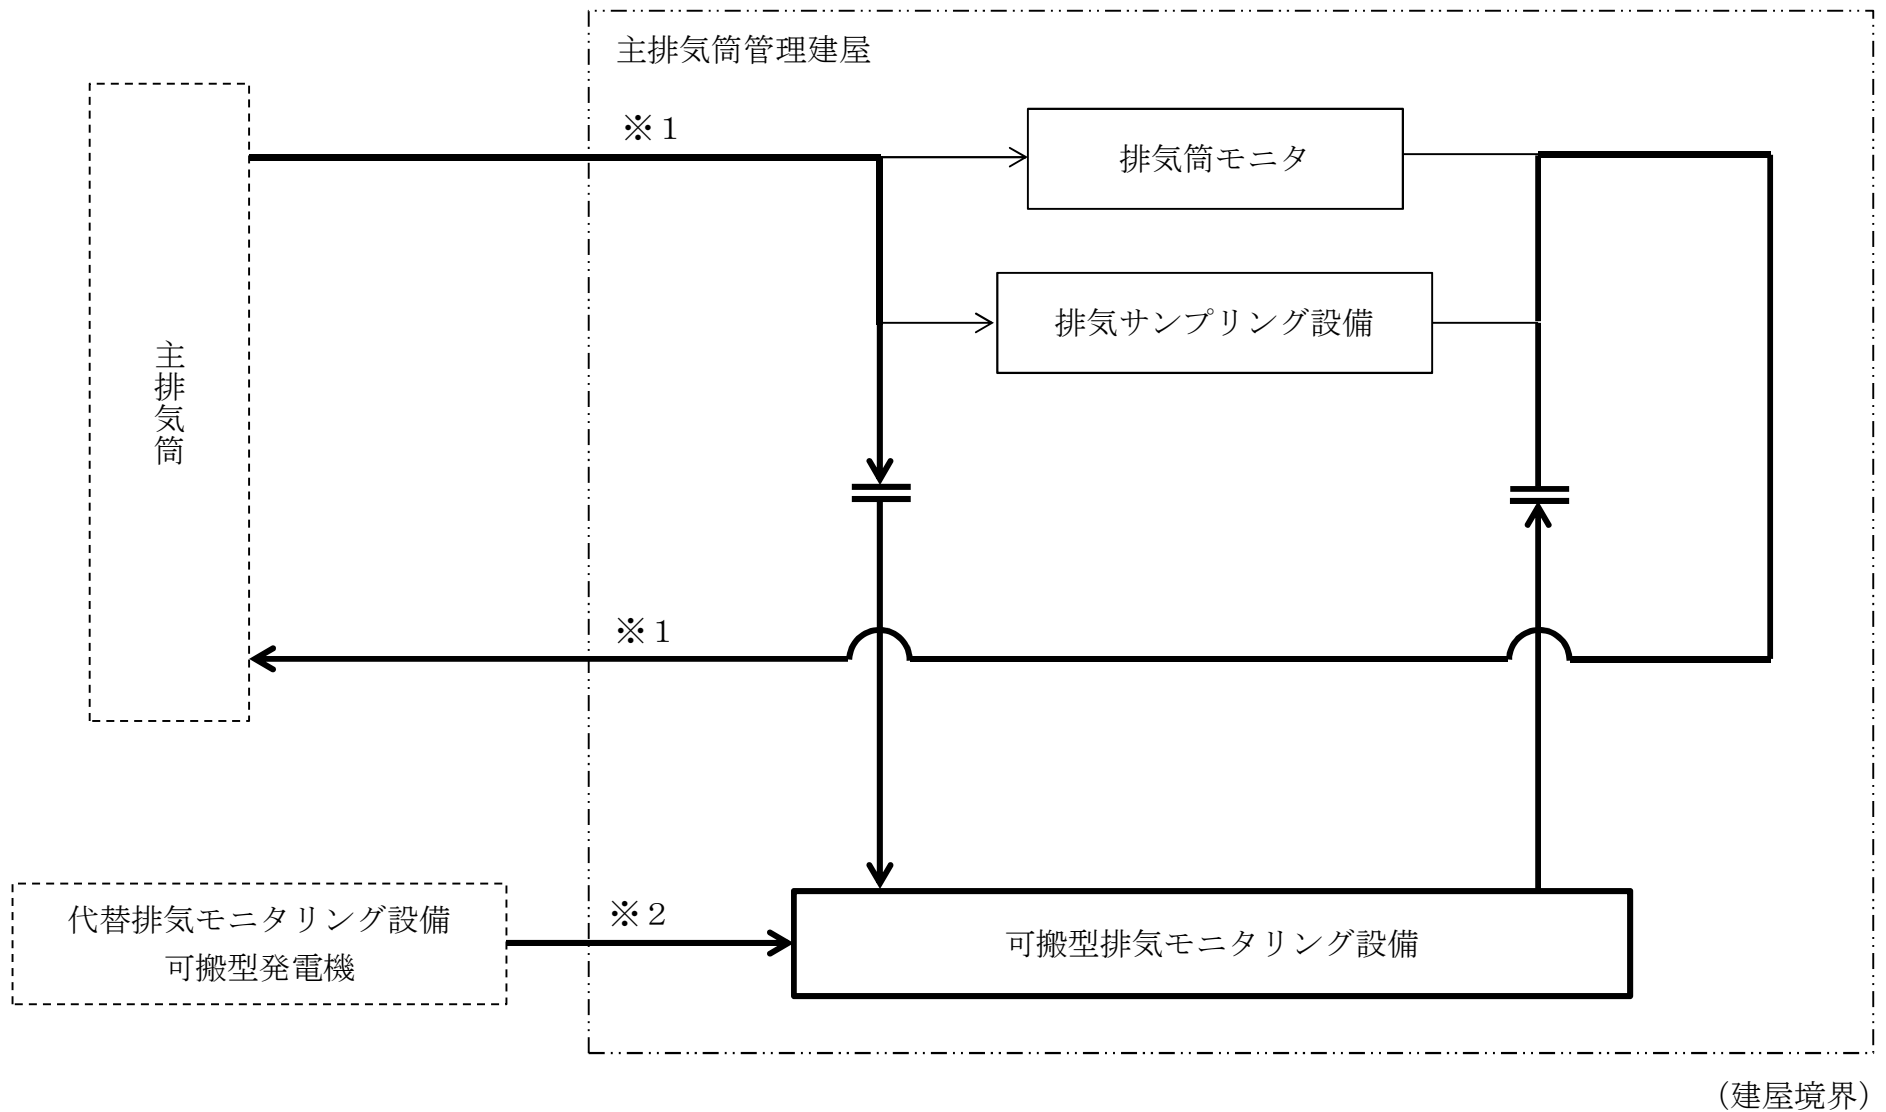 主排気筒管理建屋
※１
排気筒モニタ
排気サンプリング設備
主排気筒
※１
代替排気モニタリング設備
可搬型発電機
※２
可搬型排気モニタリング設備
(建屋境界)